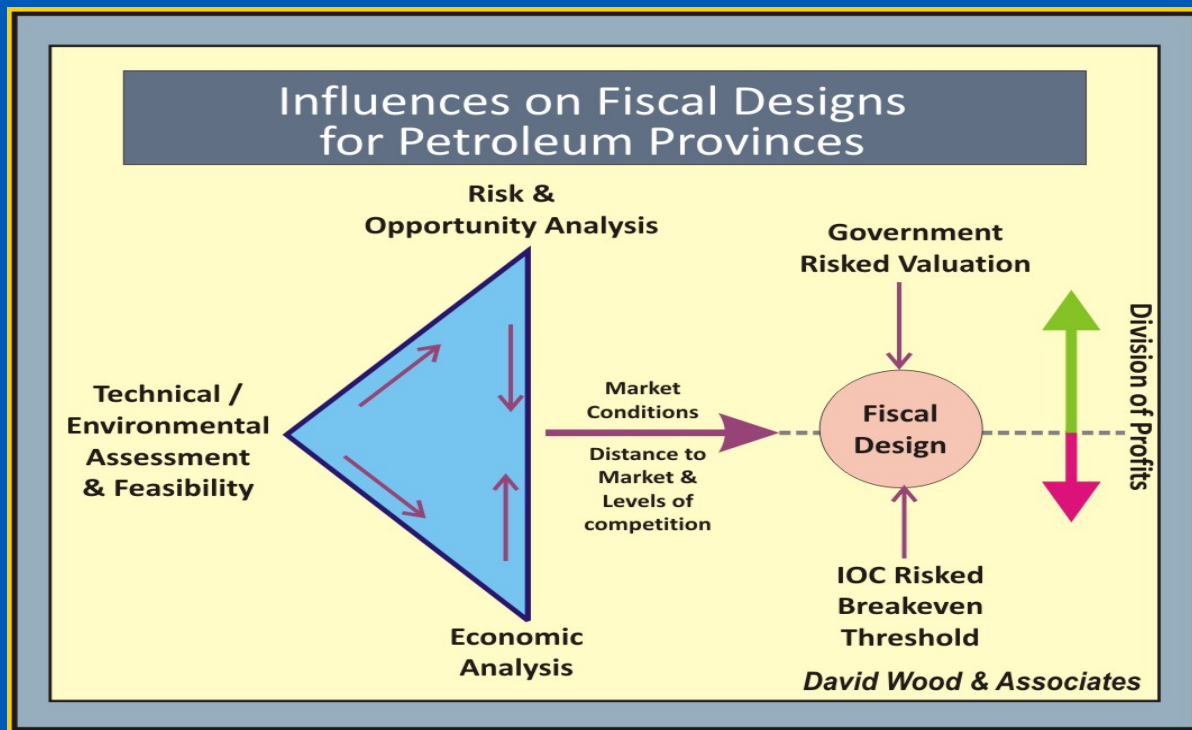 Influences on Fiscal Designs
for Petroleum Provinces
Risk &
Opportunity Analysis
Technical /
Environmental
Assessment
& Feasibility
Economic
Analysis
Market
Conditions
Distance to
Market &
Levels of
competition
Government
Risked Valuation
Fiscal
Design
IOC Risked
Breakeven
Threshold
Division of Profits
David Wood & Associates